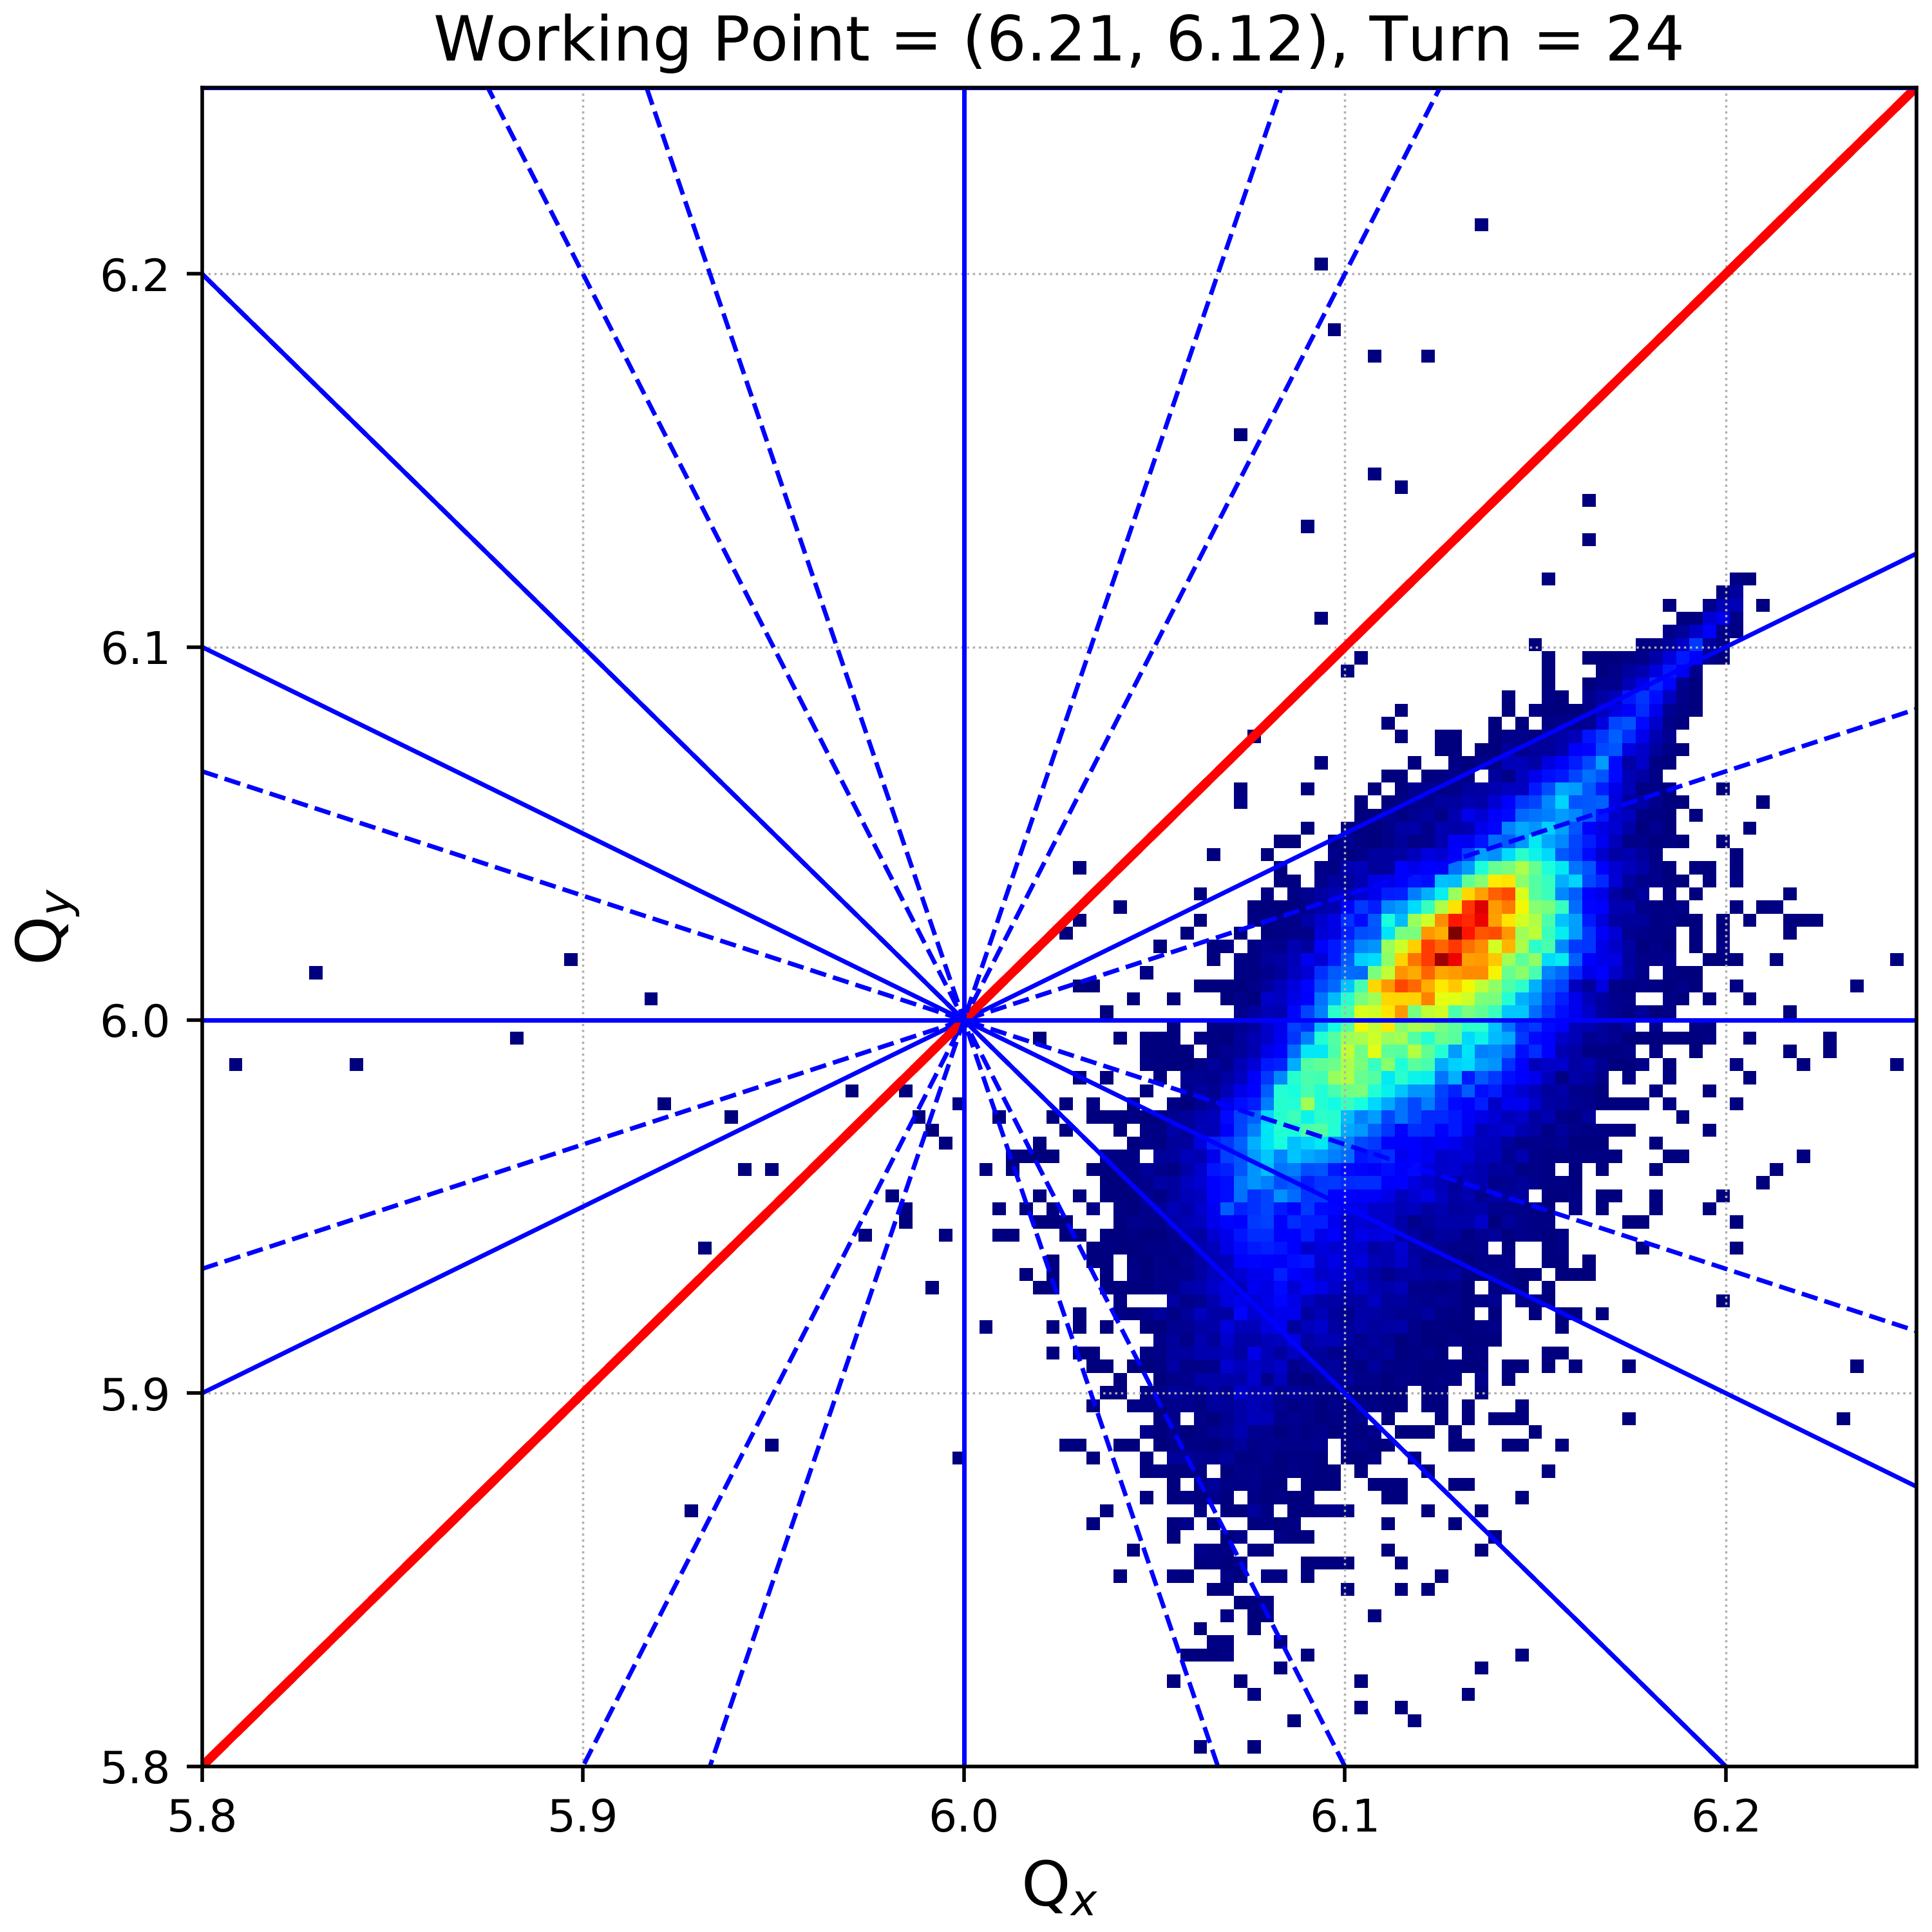 Working Point = (6.21, 6.12), Turn = 24
6.2
6.1
6.0
5.9
5.8
Qy
5.8 5.9 6.0 6.1 6.2
Qx